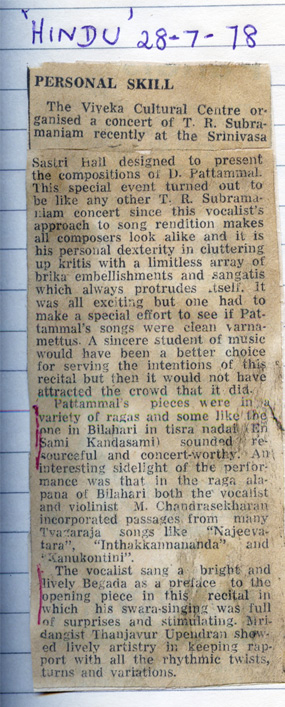 'HINDU' 28-7-78
PERSONAL SKILL
The Viveka Cultural Centre or-
ganised a concert of T. R. Subra-
maniam recently at the Srinivasa
Sastri Hall designed to present
the compositions of D. Pattammal.
This special event turned out to
be like any other T. R. Subrama-
niam concert since this vocalist's
approach to song rendition makes
all composers look alike and it is
his personal dexterity in cluttering
up kritis with a limitless array of
brika embellishments and sangatis
which always protrudes .tself. It
was all exciting but one had to
make a special effort to see if Pat-
tammal's songs were clean varna-
mettus. A sincere student of music
would have been a better choice
for serving the intentions of this
recital but then it would not have
attracted the crowd that it did.
Pattammal's pieces were in a
variety of ragas and some like the
one in Bilahari in tisra nadai (En
Sami Kandasami) sounded re-
sourceful and concert-worthy. An
interesting sidelight of the perfor-
mance was that in the raga ala-
pana of Bilahari both the vocalist
and violinist M. Chandrasekharan
incorporated passages from many
Tyagaraja songs like "Najeeva-
tara", "Inthakkannananda" and
"Kanukontini".
The vocalist sang a bright and
lively Begada as a preface to the
opening piece in this recital in
which his swara-singing was full
of surprises and stimulating. Mri-
dangist Thanjavur Upendran show-
ed lively artistry in keeping rap-
port with all the rhythmic twists,
turns and variations.